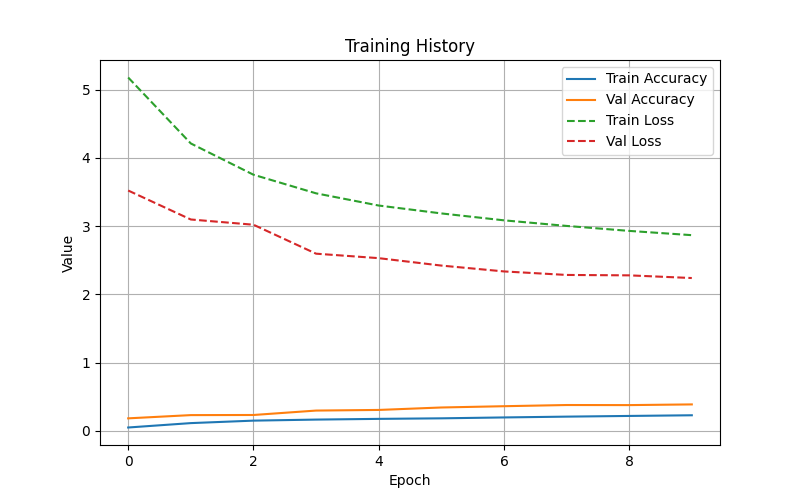 Training History
Train Accuracy
Val Accuracy
Train Loss
Val Loss
Value
5
4
3
2
1
0
0 2 4 6 8
Epoch